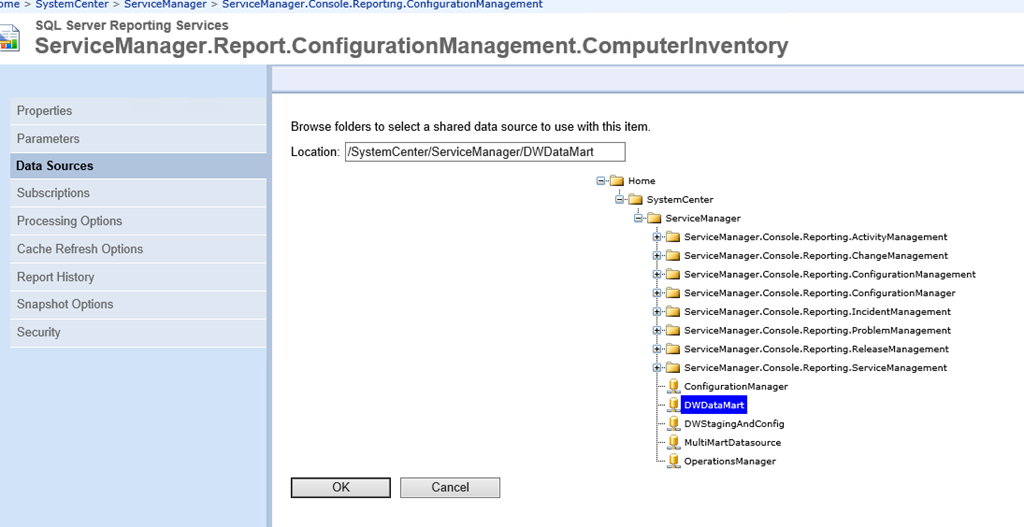 ome > SystemCenter > ServiceManager > ServiceManager.Console.Reporting.ConfigurationManagement
SQL Server Reporting Services
ServiceManager.Report.ConfigurationManagement.ComputerInventory
Properties
Parameters
Data Sources
Subscriptions
Processing Options
Cache Refresh Options
Report History
Snapshot Options
Security
Browse folders to select a shared data source to use with this item.
Location: /SystemCenter/ServiceManager/DWDataMart
Home
SystemCenter
ServiceManager
ServiceManager.Console.Reporting.ActivityManagement
ServiceManager.Console.Reporting.ChangeManagement
ServiceManager.Console.Reporting.ConfigurationManagement
ServiceManager.Console.Reporting.ConfigurationManager
ServiceManager.Console.Reporting.IncidentManagement
ServiceManager.Console.Reporting.ProblemManagement
ServiceManager.Console.Reporting.ReleaseManagement
ServiceManager.Console.Reporting.ServiceManagement
ConfigurationManager
DWDataMart
DWStagingAndConfig
MultiMartDatasource
OperationsManager
OK Cancel